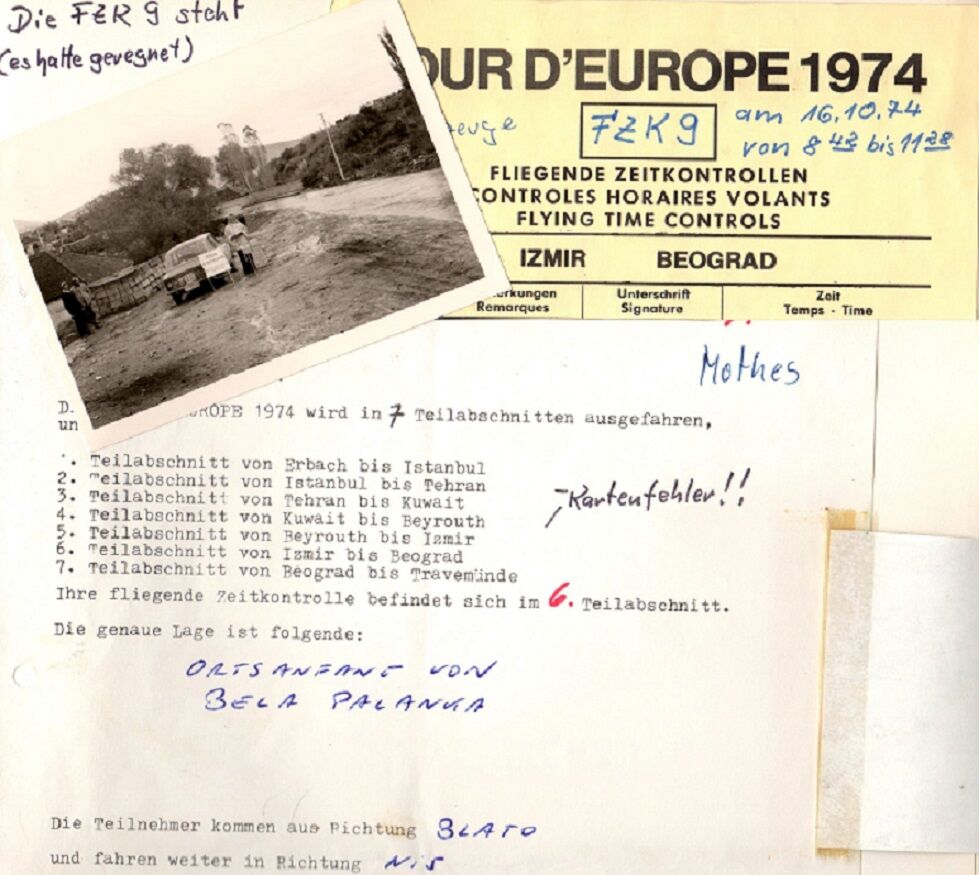 Die FZK 9 steht
(es hatte geregnet)
OUR D'EUROPE 1974
FZK 9
am 16.10.74
von 8 42 bis 11 28
FLIEGENDE ZEITKONTROLLEN
CONTROLES HORAIRES VOLANTS
FLYING TIME CONTROLS
IZMIR BEOGRAD
erkungen Unterschrift Zeit
Remarques Signature Temps - Time
Mothes
D. UROPE 1974 wird in 7 Teilabschnitten ausgefahren,
un
1. Teilabschnitt von Erbach bis Istanbul
2. Teilabschnitt von Istanbul bis Tehran
3. Teilabschnitt von Tehran bis Kuwait
4. Teilabschnitt von Kuwait bis Beyrouth
5. Teilabschnitt von Beyrouth bis Izmir
6. Teilabschnitt von Izmir bis Beograd
7. Teilabschnitt von Beograd bis Travemünde
Kartenfehler!!
Ihre fliegende Zeitkontrolle befindet sich im 6. Teilabschnitt.
Die genaue Lage ist folgende:
ORTSANFANG VON
BELA PALANKA
Die Teilnehmer kommen aus Richtung BLATO
und fahren weiter in Richtung NIS